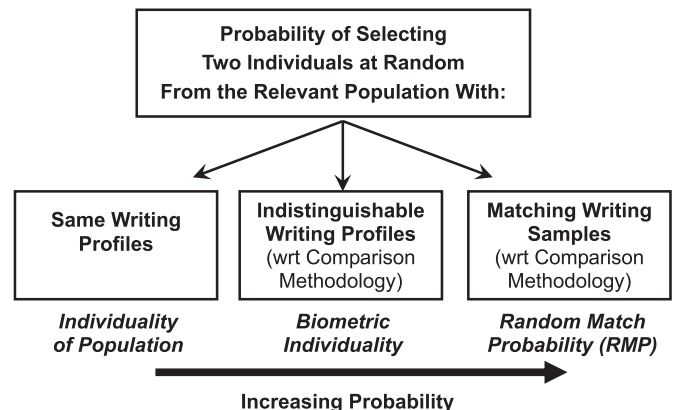 Probability of Selecting
Two Individuals at Random
From the Relevant Population With:
Same Writing
Profiles
Indistinguishable
Writing Profiles
(wrt Comparison
Methodology)
Matching Writing
Samples
(wrt Comparison
Methodology)
Individuality
of Population
Biometric
Individuality
Random Match
Probability (RMP)
Increasing Probability